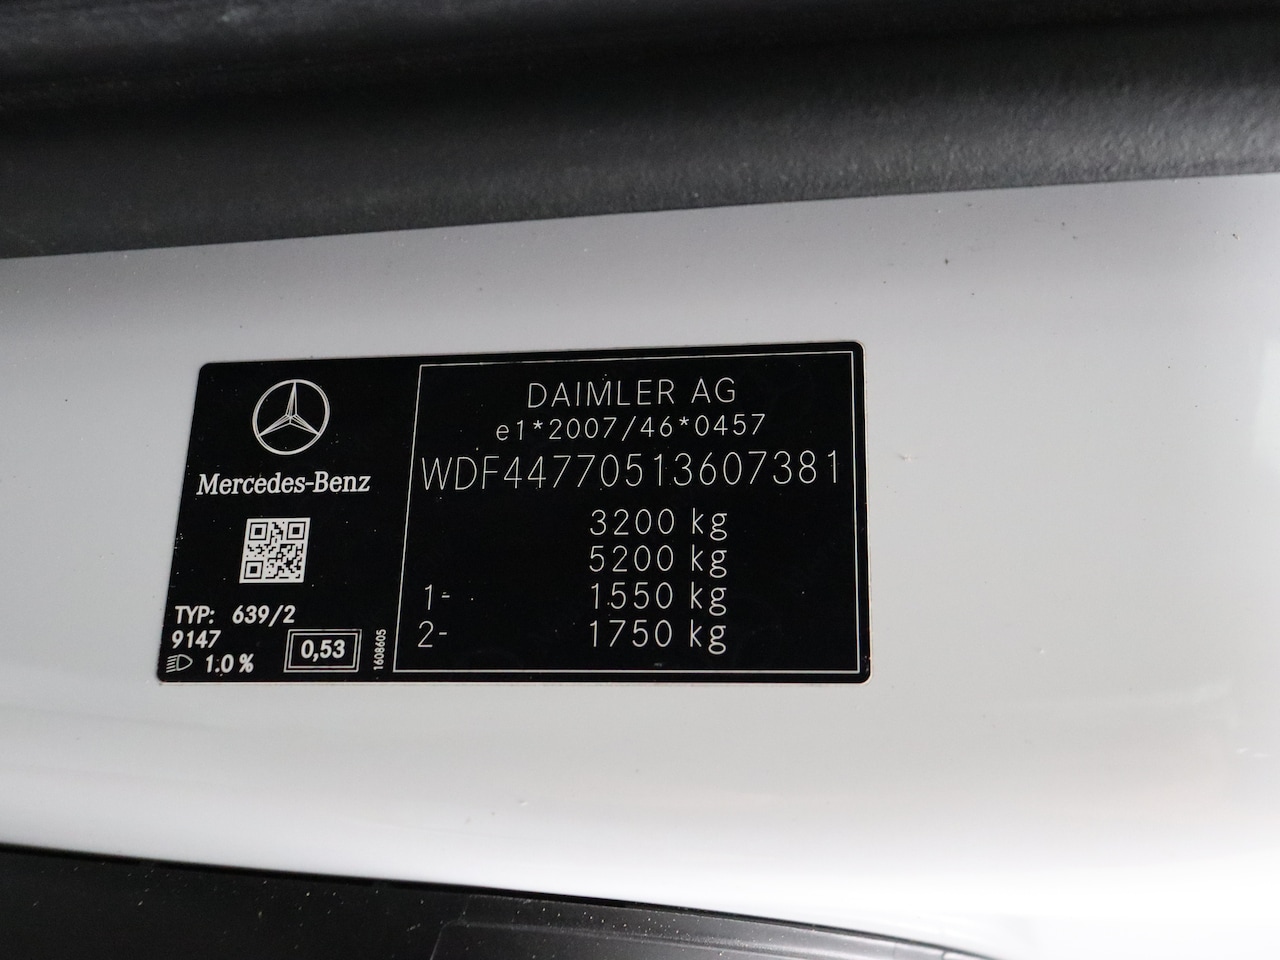 Mercedes-Benz
TYP: 639/2
9147
1.0 %
0,53
1608605
DAIMLER AG
e1*2007/46*0457
WDF44770513607381
3200 kg
5200 kg
1- 1550 kg
2- 1750 kg